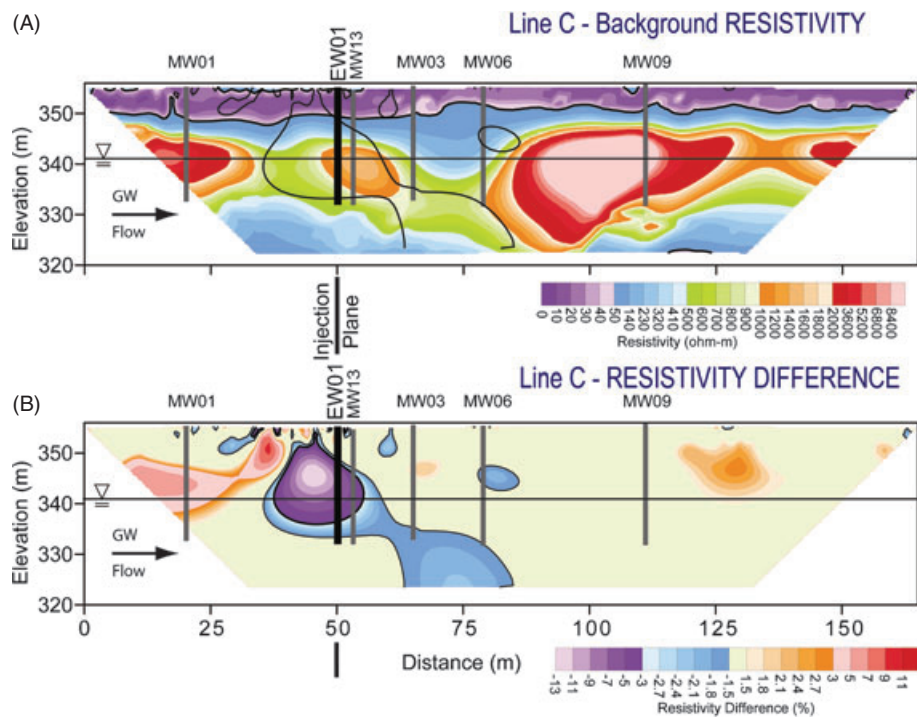 (A)
Line C - Background RESISTIVITY
MW01
EW01
MW13
MW03
MW06
MW09
Elevation (m)
350
340
330
320
GW
Flow
0
10
20
30
40
50
140
230
320
410
500
600
700
800
900
1000
1200
1400
1600
1800
2000
3600
5200
6800
8400
Resistivity (ohm-m)
Injection
Plane
(B)
Line C - RESISTIVITY DIFFERENCE
MW01
EW01
MW13
MW03
MW06
MW09
Elevation (m)
350
340
330
320
GW
Flow
0
25
50
75
100
125
150
Distance (m)
-13
-11
-9
-7
-5
-3
-2.7
-2.4
-2.1
-1.8
-1.5
1.5
1.8
2.1
2.4
2.7
3
5
7
9
11
Resistivity Difference (%)